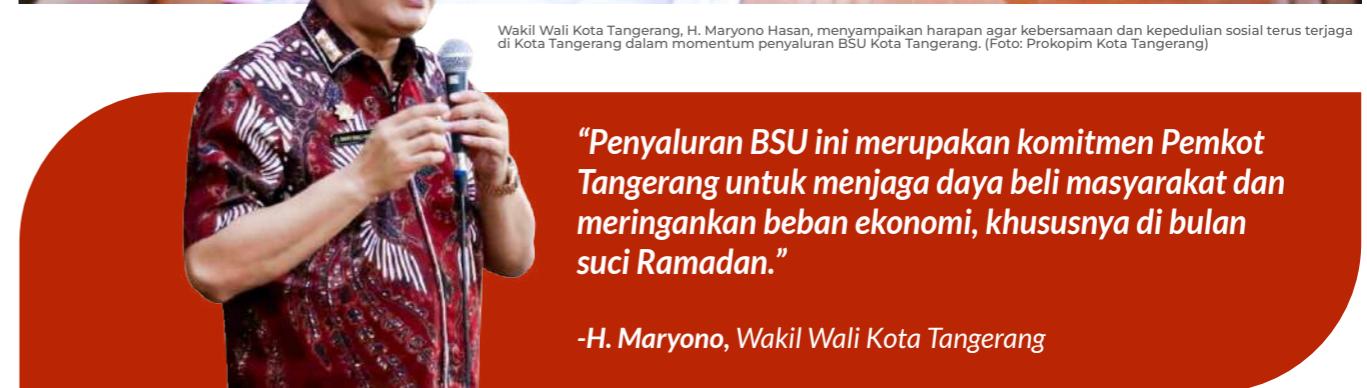 Wakil Wali Kota Tangerang, H. Maryono Hasan, menyampaikan harapan agar kebersamaan dan kepedulian sosial terus terjaga
di Kota Tangerang dalam momentum penyaluran BSU Kota Tangerang. (Foto: Prokopim Kota Tangerang)
“Penyaluran BSU ini merupakan komitmen Pemkot
Tangerang untuk menjaga daya beli masyarakat dan
meringankan beban ekonomi, khususnya di bulan
suci Ramadan.”
-H. Maryono, Wakil Wali Kota Tangerang